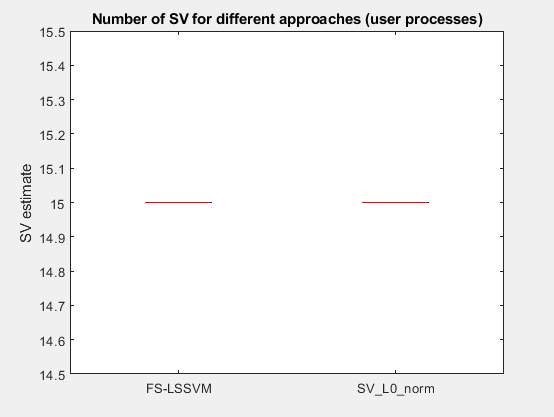 Number of SV for different approaches (user processes)
15.5
15.4
15.3
15.2
15.1
15
14.9
14.8
14.7
14.6
14.5
SV estimate
FS-LSSVM
SV_L0_norm